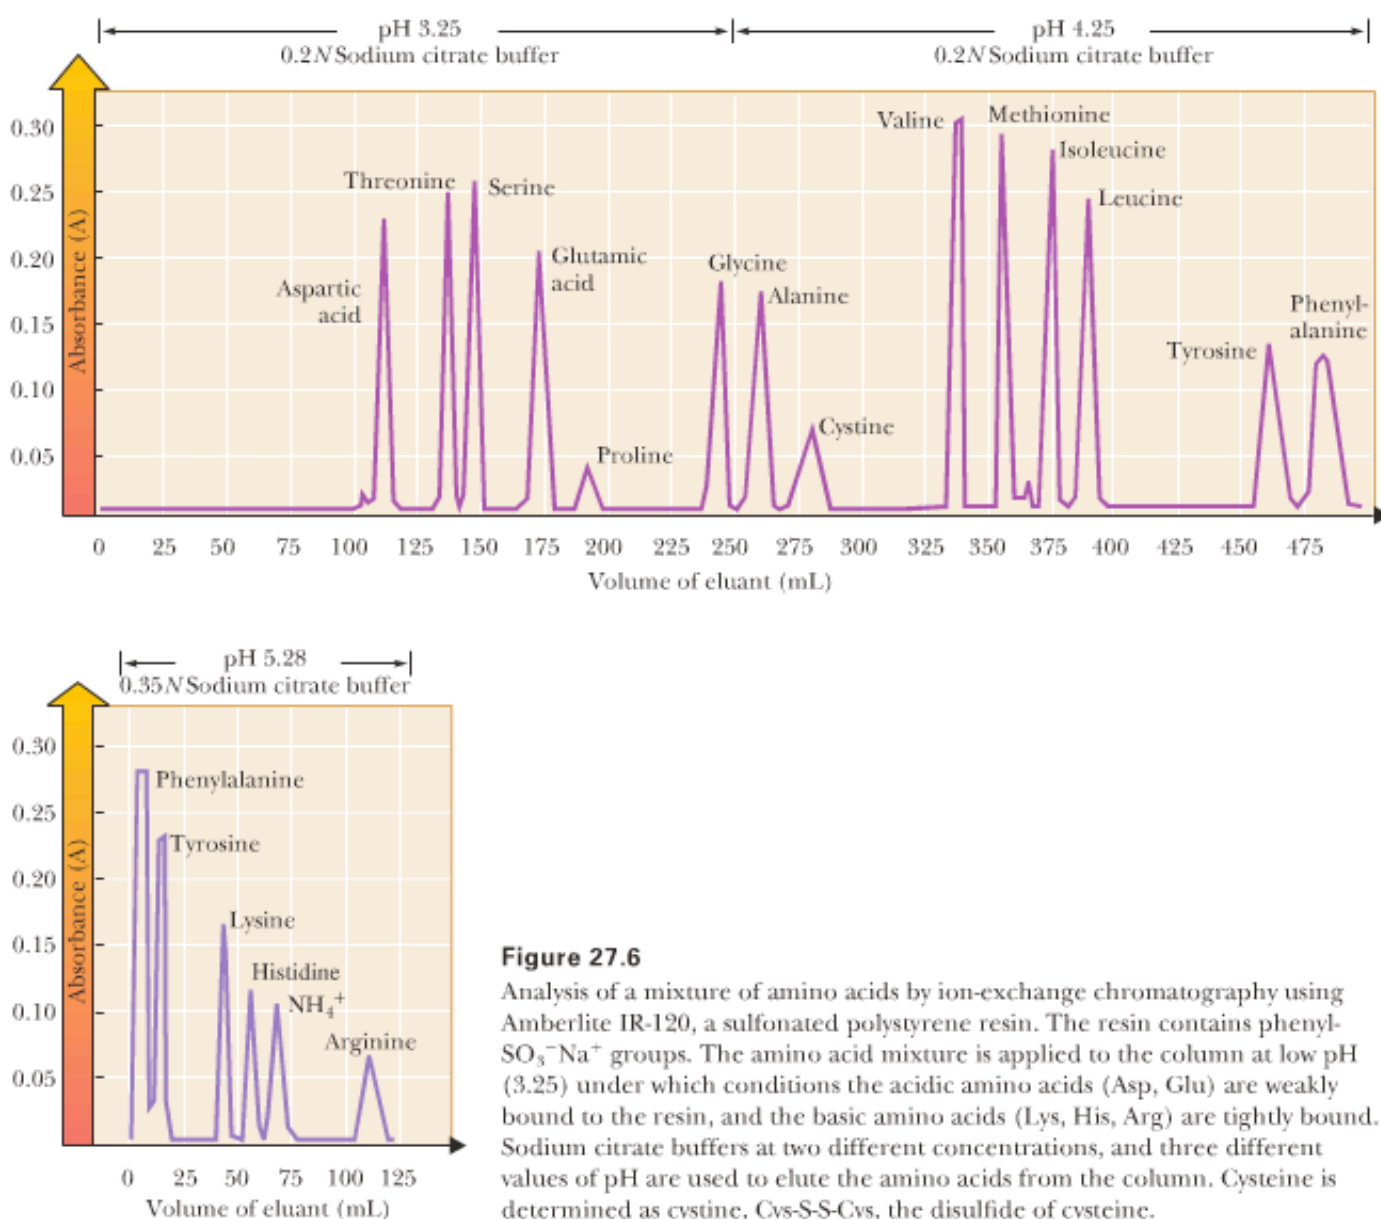 pH 3.25
0.2N Sodium citrate buffer
pH 4.25
0.2N Sodium citrate buffer
Absorbance (A)
0.30
0.25
0.20
0.15
0.10
0.05
Aspartic
acid
Threonine
Serine
Glutamic
acid
Proline
Glycine
Alanine
Cystine
Valine
Methionine
Isoleucine
Leucine
Tyrosine
Phenyl-
alanine
0 25 50 75 100 125 150 175 200 225 250 275 300 325 350 375 400 425 450 475
Volume of eluant (mL)
pH 5.28
0.35N Sodium citrate buffer
Absorbance (A)
0.30
0.25
0.20
0.15
0.10
0.05
Phenylalanine
Tyrosine
Lysine
Histidine
NH₄⁺
Arginine
0 25 50 75 100 125
Volume of eluant (mL)
Figure 27.6
Analysis of a mixture of amino acids by ion-exchange chromatography using
Amberlite IR-120, a sulfonated polystyrene resin. The resin contains phenyl-
SO₃⁻Na⁺ groups. The amino acid mixture is applied to the column at low pH
(3.25) under which conditions the acidic amino acids (Asp, Glu) are weakly
bound to the resin, and the basic amino acids (Lys, His, Arg) are tightly bound.
Sodium citrate buffers at two different concentrations, and three different
values of pH are used to elute the amino acids from the column. Cysteine is
determined as cystine, Cys-S-S-Cys, the disulfide of cysteine.